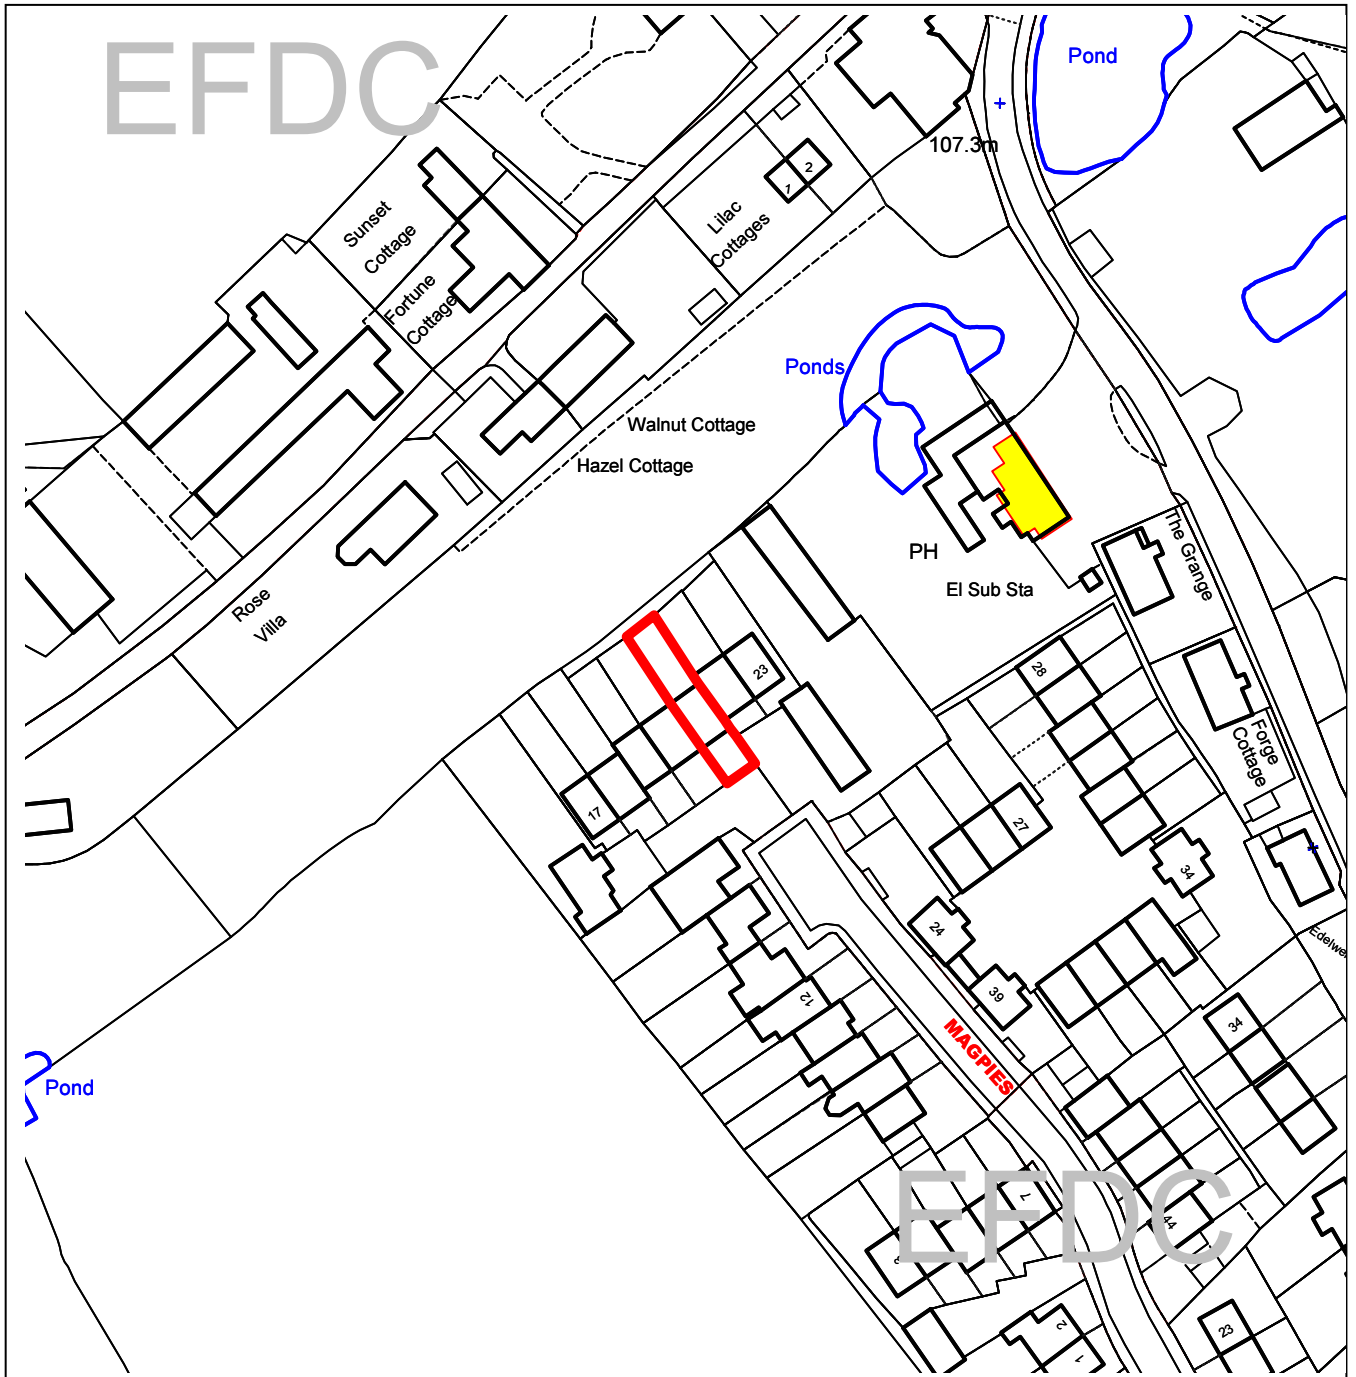 EFDC
Pond
107.3m
2
1
Lilac
Cottages
Sunset
Cottage
Fortune
Cottage
Ponds
Walnut Cottage
Hazel Cottage
PH
The Grange
El Sub Sta
Rose
Villa
23
28
Forge
Cottage
17
27
34
24
39
Edelwe
12
34
MAGPIES
Pond
7
EFDC
44
9
2
1
23